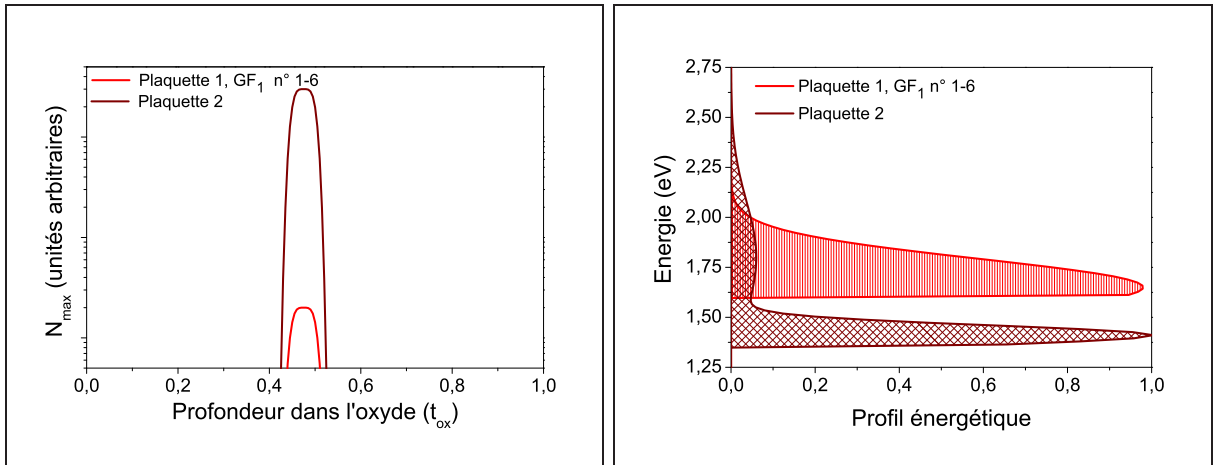 Plaquette 1, GF1 n° 1-6
Plaquette 2
Nmax (unités arbitraires)
0,0 0,2 0,4 0,6 0,8 1,0
Profondeur dans l'oxyde (tox)
2,75
2,50
2,25
2,00
1,75
1,50
1,25
Energie (eV)
Plaquette 1, GF1 n° 1-6
Plaquette 2
0,0 0,2 0,4 0,6 0,8 1,0
Profil énergétique